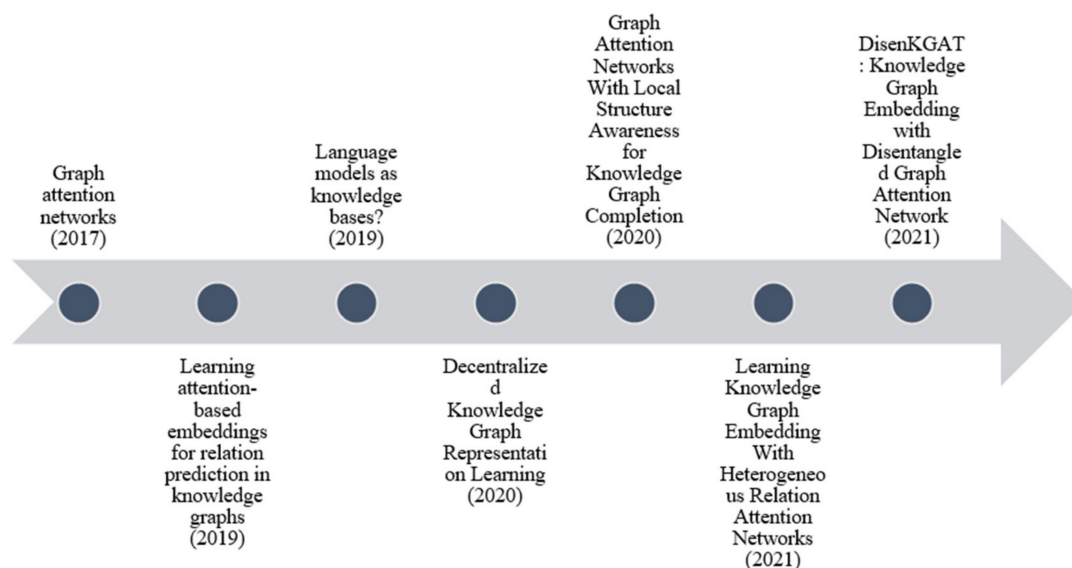 Graph
attention
networks
(2017)
Learning
attention-
based
embeddings
for relation
prediction in
knowledge
graphs
(2019)
Language
models as
knowledge
bases?
(2019)
Decentralize
d
Knowledge
Graph
Representati
on Learning
(2020)
Graph
Attention
Networks
With Local
Structure
Awareness
for
Knowledge
Graph
Completion
(2020)
Learning
Knowledge
Graph
Embedding
With
Heterogeneo
us Relation
Attention
Networks
(2021)
DisenKGAT
: Knowledge
Graph
Embedding
with
Disentangle
d Graph
Attention
Network
(2021)